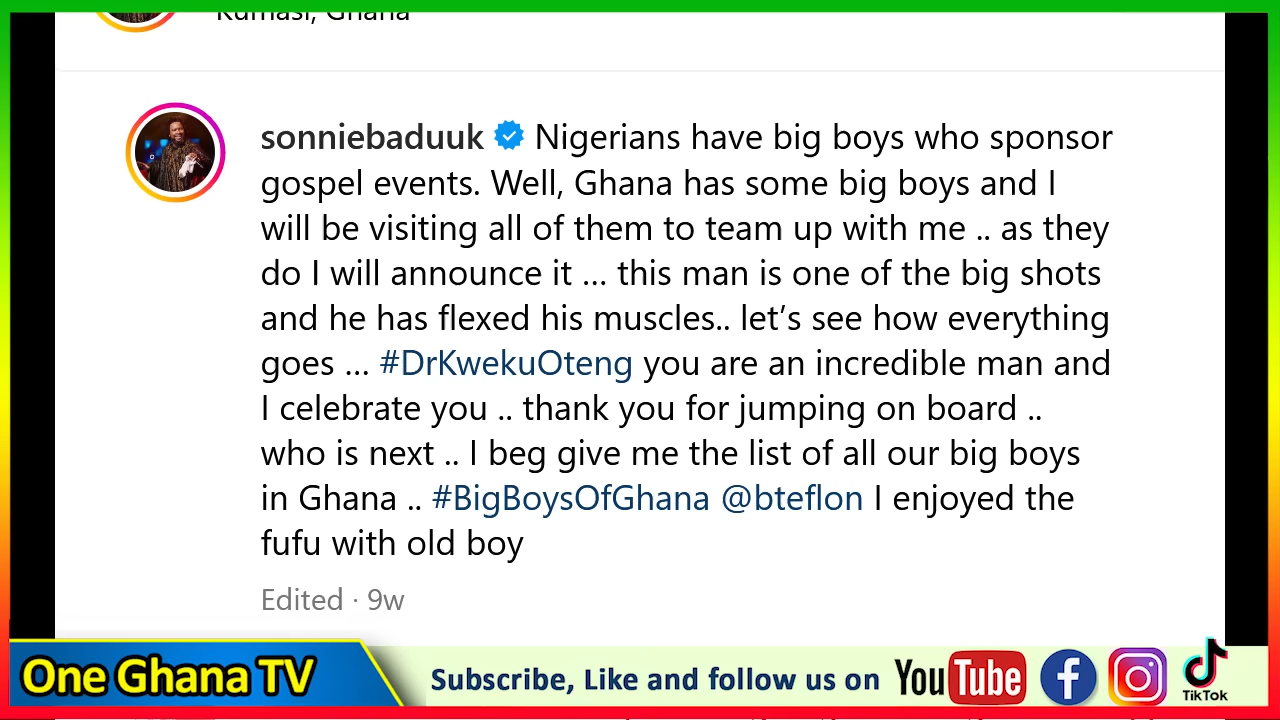 Kumasi, Ghana
sonniebaduuk Nigerians have big boys who sponsor
gospel events. Well, Ghana has some big boys and I
will be visiting all of them to team up with me .. as they
do I will announce it ... this man is one of the big shots
and he has flexed his muscles.. let’s see how everything
goes ... #DrKwekuOteng you are an incredible man and
I celebrate you .. thank you for jumping on board ..
who is next .. I beg give me the list of all our big boys
in Ghana .. #BigBoysOfGhana @bteflon I enjoyed the
fufu with old boy
Edited · 9w
One Ghana TV
Subscribe, Like and follow us on YouTube
TikTok